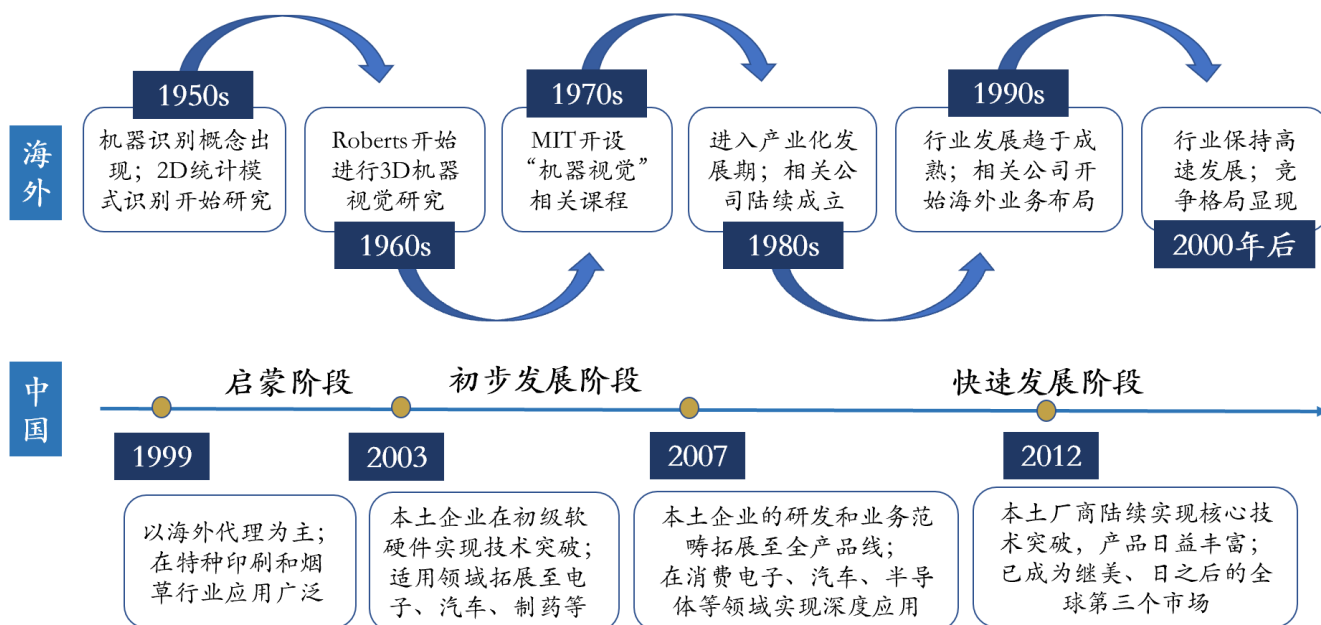 海外
1950s
机器识别概念出
现；2D统计模
式识别开始研究
Roberts开始
进行3D机器
视觉研究
1960s
1970s
MIT开设
“机器视觉”
相关课程
进入产业化发
展期；相关公
司陆续成立
1980s
1990s
行业发展趋于成
熟；相关公司开
始海外业务布局
行业保持高
速发展；竞
争格局显现
2000年后
中国
启蒙阶段
初步发展阶段
快速发展阶段
1999
以海外代理为主；
在特种印刷和烟
草行业应用广泛
2003
本土企业在初级软
硬件实现技术突破；
适用领域拓展至电
子、汽车、制药等
2007
本土企业的研发和业务范
畴拓展至全产品线；
在消费电子、汽车、半导
体等领域实现深度应用
2012
本土厂商陆续实现核心技
术突破，产品日益丰富；
已成为继美、日之后的全
球第三个市场